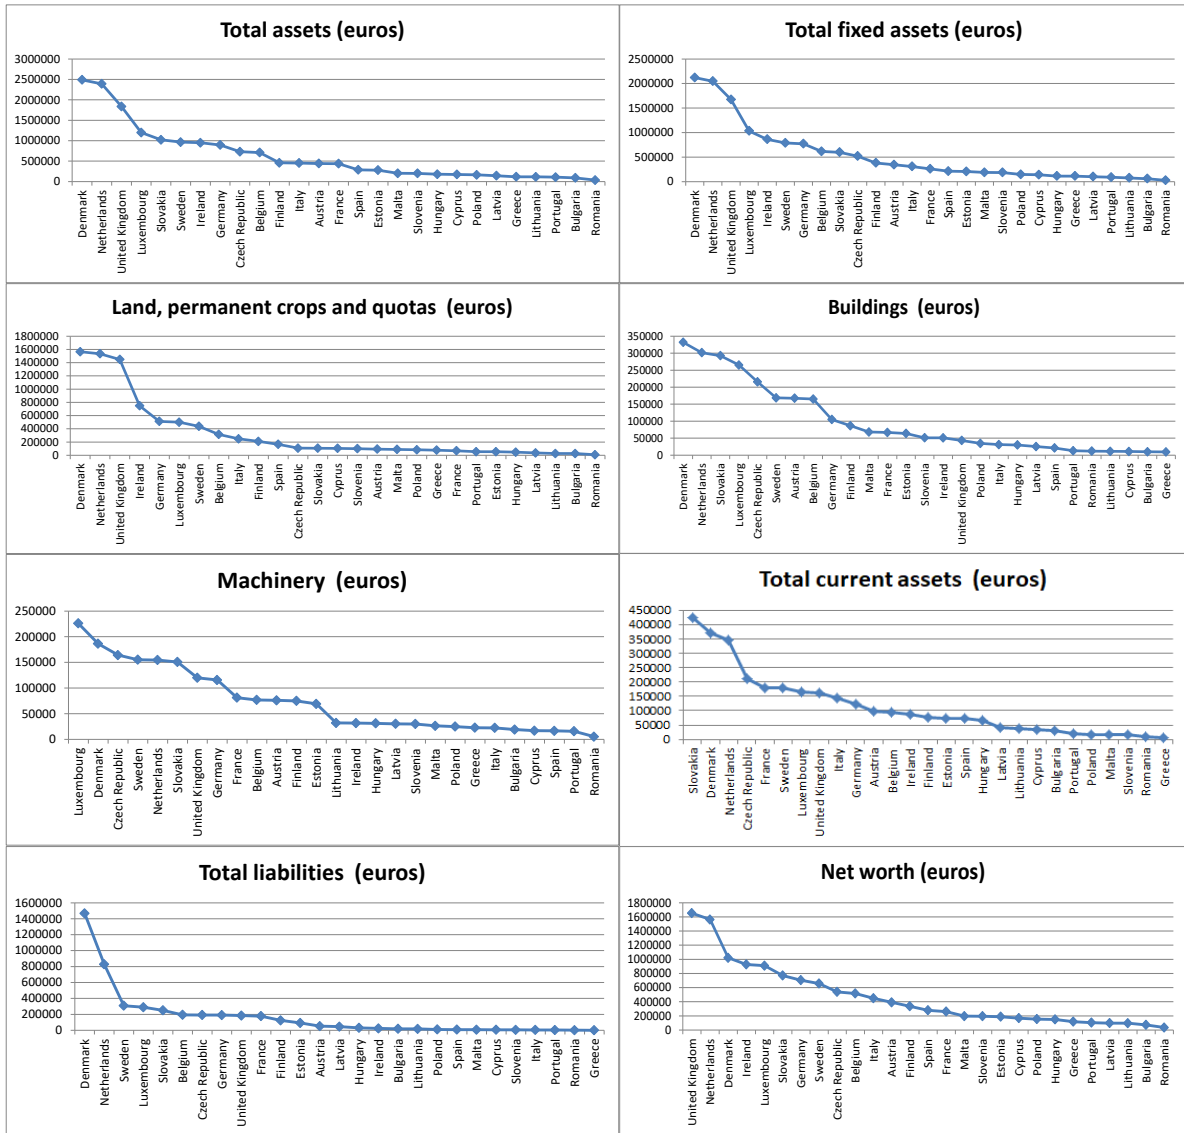 Total assets (euros)
3000000
2500000
2000000
1500000
1000000
500000
0
Denmark
Netherlands
United Kingdom
Luxembourg
Slovakia
Sweden
Ireland
Germany
Czech Republic
Belgium
Finland
Italy
Austria
France
Spain
Estonia
Malta
Slovenia
Hungary
Cyprus
Poland
Latvia
Greece
Lithuania
Portugal
Bulgaria
Romania
Total fixed assets (euros)
2500000
2000000
1500000
1000000
500000
0
Denmark
Netherlands
United Kingdom
Luxembourg
Ireland
Sweden
Germany
Belgium
Slovakia
Czech Republic
Finland
Austria
Italy
France
Spain
Estonia
Malta
Slovenia
Poland
Cyprus
Hungary
Greece
Latvia
Portugal
Lithuania
Bulgaria
Romania
Land, permanent crops and quotas (euros)
1800000
1600000
1400000
1200000
1000000
800000
600000
400000
200000
0
Denmark
Netherlands
United Kingdom
Ireland
Germany
Luxembourg
Sweden
Belgium
Italy
Finland
Spain
Czech Republic
Slovakia
Cyprus
Slovenia
Austria
Malta
Poland
Greece
France
Portugal
Estonia
Hungary
Latvia
Lithuania
Bulgaria
Romania
Buildings (euros)
350000
300000
250000
200000
150000
100000
50000
0
Denmark
Netherlands
Slovakia
Luxembourg
Czech Republic
Sweden
Austria
Belgium
Germany
Finland
Malta
France
Estonia
Slovenia
Ireland
United Kingdom
Poland
Italy
Hungary
Latvia
Spain
Portugal
Romania
Lithuania
Cyprus
Bulgaria
Greece
Machinery (euros)
250000
200000
150000
100000
50000
0
Luxembourg
Denmark
Czech Republic
Sweden
Netherlands
Slovakia
United Kingdom
Germany
France
Belgium
Austria
Finland
Estonia
Lithuania
Ireland
Hungary
Latvia
Slovenia
Malta
Poland
Greece
Italy
Bulgaria
Cyprus
Spain
Portugal
Romania
Total current assets (euros)
450000
400000
350000
300000
250000
200000
150000
100000
50000
0
Slovakia
Denmark
Netherlands
Czech Republic
France
Sweden
Luxembourg
United Kingdom
Italy
Germany
Austria
Belgium
Ireland
Finland
Estonia
Spain
Hungary
Latvia
Lithuania
Cyprus
Bulgaria
Portugal
Poland
Malta
Slovenia
Romania
Greece
Total liabilities (euros)
1600000
1400000
1200000
1000000
800000
600000
400000
200000
0
Denmark
Netherlands
Sweden
Luxembourg
Slovakia
Belgium
Czech Republic
Germany
United Kingdom
France
Finland
Estonia
Austria
Latvia
Hungary
Ireland
Bulgaria
Lithuania
Poland
Spain
Malta
Cyprus
Slovenia
Italy
Portugal
Romania
Greece
Net worth (euros)
1800000
1600000
1400000
1200000
1000000
800000
600000
400000
200000
0
United Kingdom
Netherlands
Denmark
Ireland
Luxembourg
Slovakia
Germany
Sweden
Czech Republic
Belgium
Italy
Austria
Finland
Spain
France
Malta
Slovenia
Estonia
Cyprus
Poland
Hungary
Greece
Portugal
Latvia
Lithuania
Bulgaria
Romania